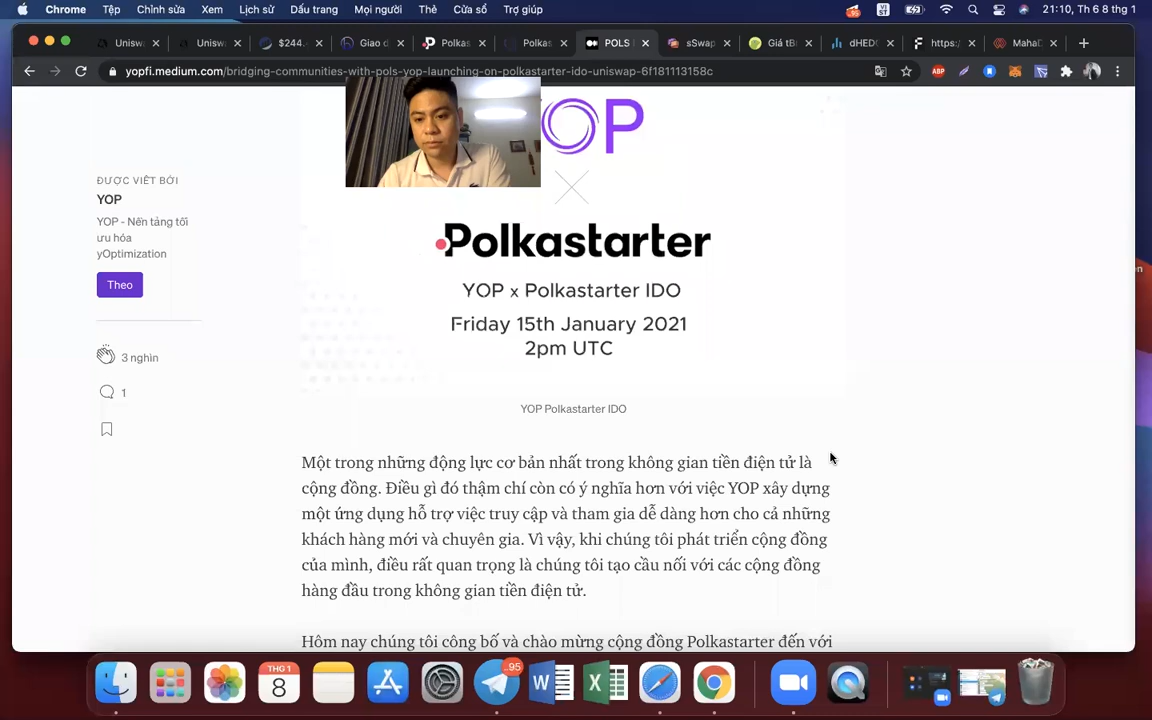 Chrome Tệp Chỉnh sửa Xem Lịch sử Dấu trang Mọi người Thẻ Cửa sổ Trợ giúp 21:10, Th 6 8 thg 1
Unisw Unisw $244. Giao d Polkas Polkas POLS sSwap Giá tB dHEDG https:/ MahaD
yopfi.medium.com/bridging-communities-with-pols-yop-launching-on-polkastarter-ido-uniswap-6f181113158c
ABP
YOP
ĐƯỢC VIẾT BỞI
YOP
YOP - Nền tảng tối
ưu hóa
yOptimization
Theo
3 nghìn
1
Polkastarter
YOP x Polkastarter IDO
Friday 15th January 2021
2pm UTC
YOP Polkastarter IDO
Một trong những động lực cơ bản nhất trong không gian tiền điện tử là
cộng đồng. Điều gì đó thậm chí còn có ý nghĩa hơn với việc YOP xây dựng
một ứng dụng hỗ trợ việc truy cập và tham gia dễ dàng hơn cho cả những
khách hàng mới và chuyên gia. Vì vậy, khi chúng tôi phát triển cộng đồng
của mình, điều rất quan trọng là chúng tôi tạo cầu nối với các cộng đồng
hàng đầu trong không gian tiền điện tử.
Hôm nay chúng tôi công bố và chào mừng cộng đồng Polkastarter đến với
THG 1
8
95
W
X